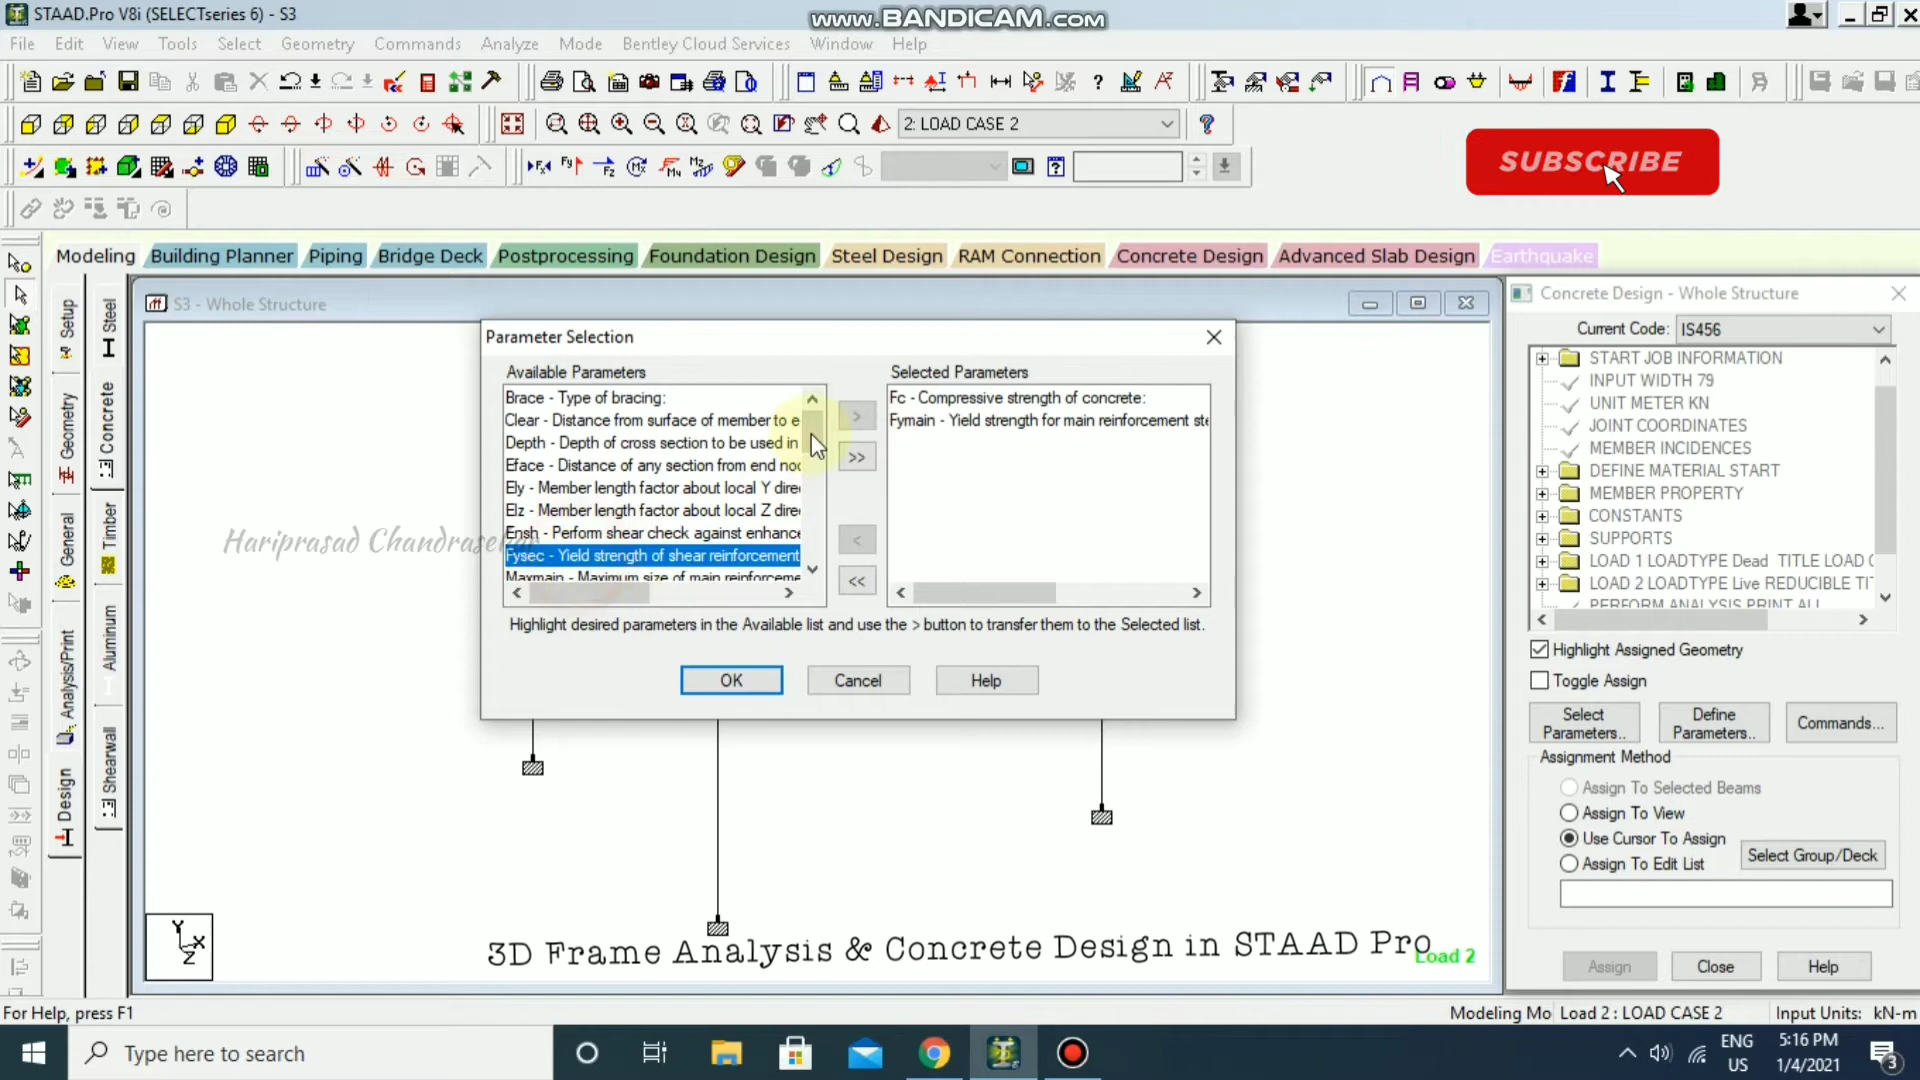 STAAD.Pro V8i (SELECTseries 6) - S3
www.BANDICAM.com
File Edit View Tools Select Geometry Commands Analyze Mode Bentley Cloud Services Window Help
2: LOAD CASE 2
SUBSCRIBE
Modeling Building Planner Piping Bridge Deck Postprocessing Foundation Design Steel Design RAM Connection Concrete Design Advanced Slab Design Earthquake
Setup
Geometry
General
Analysis/Print
Design
Steel
Concrete
Timber
Aluminum
Shearwall
S3 - Whole Structure
Parameter Selection
Available Parameters
Brace - Type of bracing:
Clear - Distance from surface of member to e
Depth - Depth of cross section to be used in
Eface - Distance of any section from end noc
Ely - Member length factor about local Y dire
Elz - Member length factor about local Z dire
Ensh - Perform shear check against enhance
Fysec - Yield strength of shear reinforcement
Maxmain - Maximum size of main reinforceme
> >> < <<
Selected Parameters
Fc - Compressive strength of concrete:
Fymain - Yield strength for main reinforcement ste
Highlight desired parameters in the Available list and use the > button to transfer them to the Selected list.
OK Cancel Help
Hariprasad Chandrasekar
3D Frame Analysis & Concrete Design in STAAD Pro
Load 2
Y X Z
Concrete Design - Whole Structure
Current Code: IS456
START JOB INFORMATION
INPUT WIDTH 79
UNIT METER KN
JOINT COORDINATES
MEMBER INCIDENCES
DEFINE MATERIAL START
MEMBER PROPERTY
CONSTANTS
SUPPORTS
LOAD 1 LOADTYPE Dead TITLE LOAD C
LOAD 2 LOADTYPE Live REDUCIBLE TI
PERFORM ANALYSIS PRINT ALL
Highlight Assigned Geometry
Toggle Assign
Select Parameters.. Define Parameters.. Commands...
Assignment Method
Assign To Selected Beams
Assign To View
Use Cursor To Assign
Assign To Edit List
Select Group/Deck
Assign Close Help
For Help, press F1
Modeling Mo Load 2 : LOAD CASE 2 Input Units: kN-m
Type here to search
ENG
US
5:16 PM
1/4/2021
3